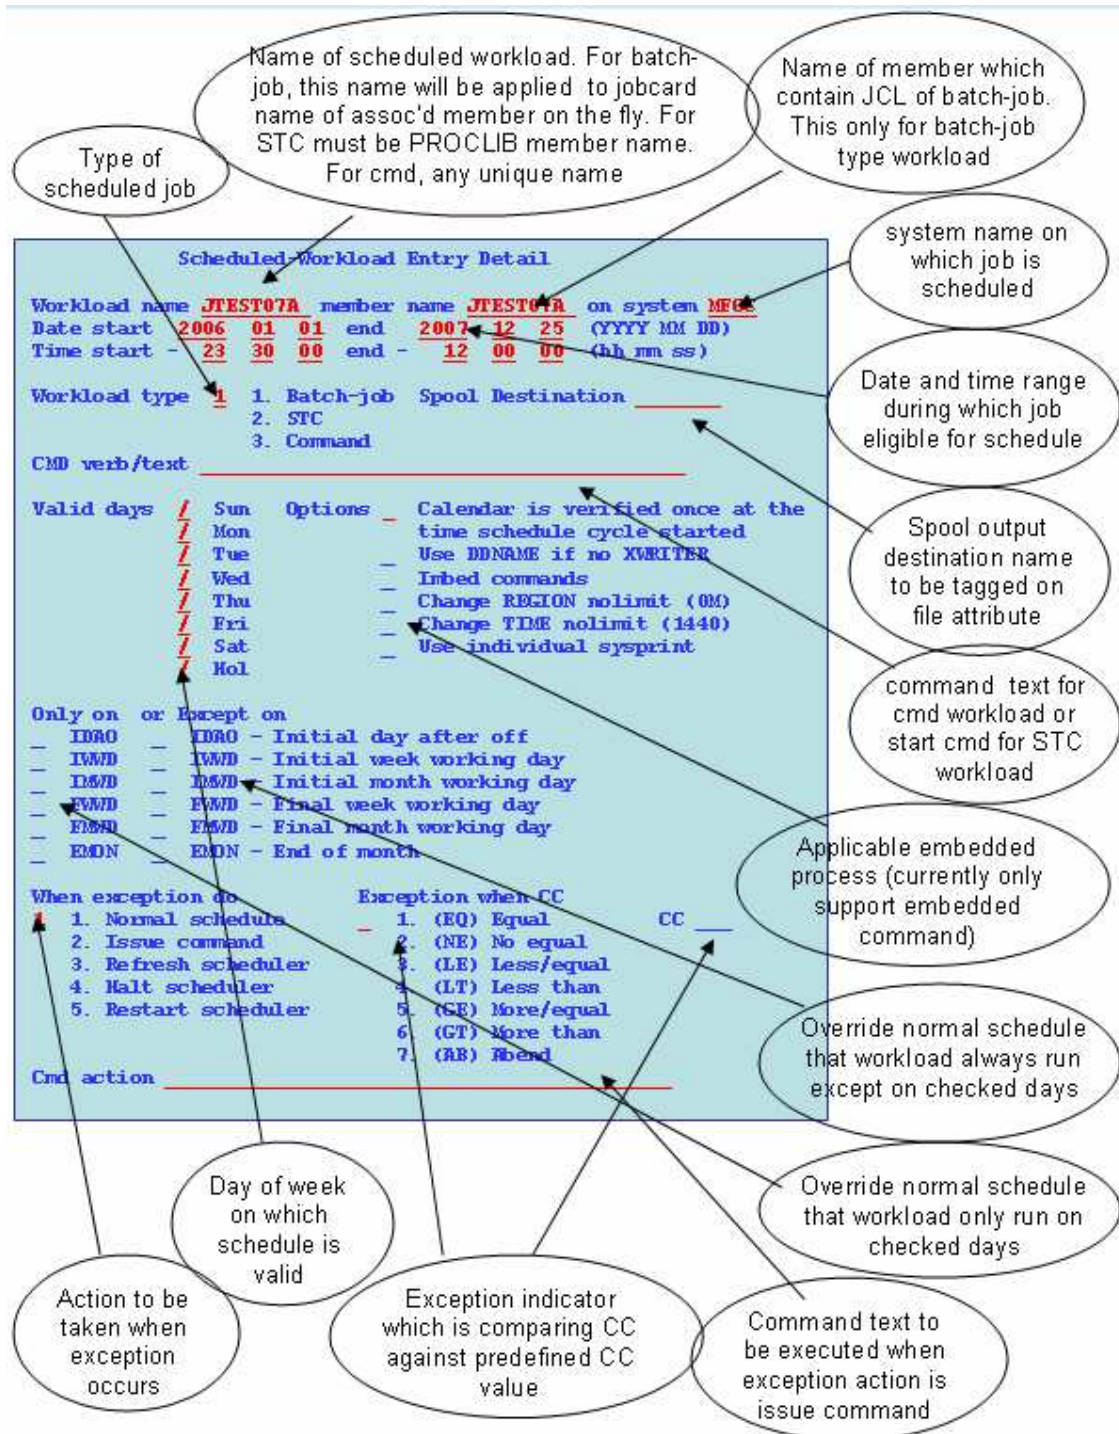 Name of scheduled workload. For batch-
job, this name will be applied to jobcard
name of assoc'd member on the fly. For
STC must be PROCLIB member name.
For cmd, any unique name
Name of member which
contain JCL of batch-job.
This only for batch-job
type workload
Type of
scheduled job
system name on
which job is
scheduled
Scheduled-Workload Entry Detail
Workload name JTEST07A member name JTEST07A on system
Date start 2006 01 01 end 2007 12 25 (YYYY MM DD)
Time start - 23 30 00 end - 12 00 00 (hh mm ss)
Date and time range
during which job
eligible for schedule
Workload type 1 1. Batch-job Spool Destination
2. STC
3. Command
CMD verb/text
Valid days / Sun Options _ Calendar is verified once at the
/ Mon time schedule cycle started
/ Tue _ Use DDNAME if no XWRITER
/ Wed _ Imbed commands
/ Thu _ Change REGION nolimit (0M)
/ Fri _ Change TIME nolimit (1440)
/ Sat _ Use individual sysprint
/ Hol
Spool output
destination name
to be tagged on
file attribute
command text for
cmd workload or
start cmd for STC
workload
Only on or Except on
_ IDAO _ IDAO - Initial day after off
_ IWWD _ IWWD - Initial week working day
_ IMWD _ IMWD - Initial month working day
_ FWWD _ FWWD - Final week working day
_ FMWD _ FMWD - Final month working day
_ EMON _ EMON - End of month
Applicable embedded
process (currently only
support embedded
command)
When exception do Exception when CC
1 1. Normal schedule _ 1. (EQ) Equal CC ___
2. Issue command 2. (NE) No equal
3. Refresh scheduler 3. (LE) Less/equal
4. Halt scheduler 4. (LT) Less than
5. Restart scheduler 5. (GE) More/equal
6. (GT) More than
7. (AB) Abend
Cmd action
Override normal schedule
that workload always run
except on checked days
Override normal schedule
that workload only run on
checked days
Day of week
on which
schedule is
valid
Action to be
taken when
exception
occurs
Exception indicator
which is comparing CC
against predefined CC
value
Command text to
be executed when
exception action is
issue command